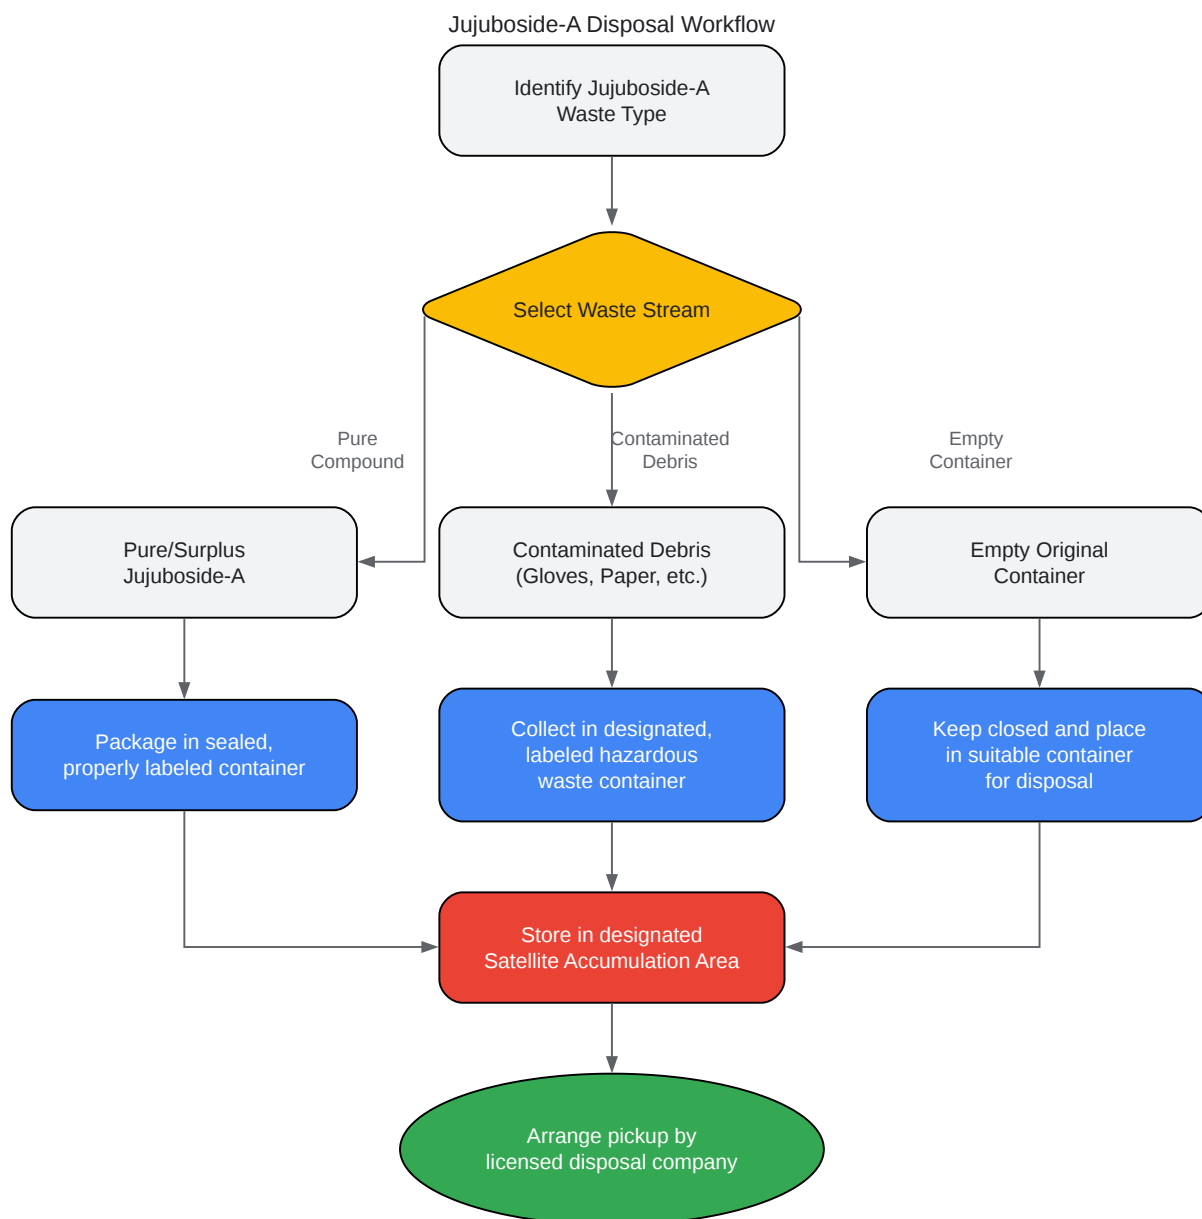 Jujuboside-A Disposal Workflow
Identify Jujuboside-A
Waste Type
Select Waste Stream
Pure
Compound
Contaminated
Debris
Empty
Container
Pure/Surplus
Jujuboside-A
Contaminated Debris
(Gloves, Paper, etc.)
Empty Original
Container
Package in sealed,
properly labeled container
Collect in designated,
labeled hazardous
waste container
Keep closed and place
in suitable container
for disposal
Store in designated
Satellite Accumulation Area
Arrange pickup by
licensed disposal company